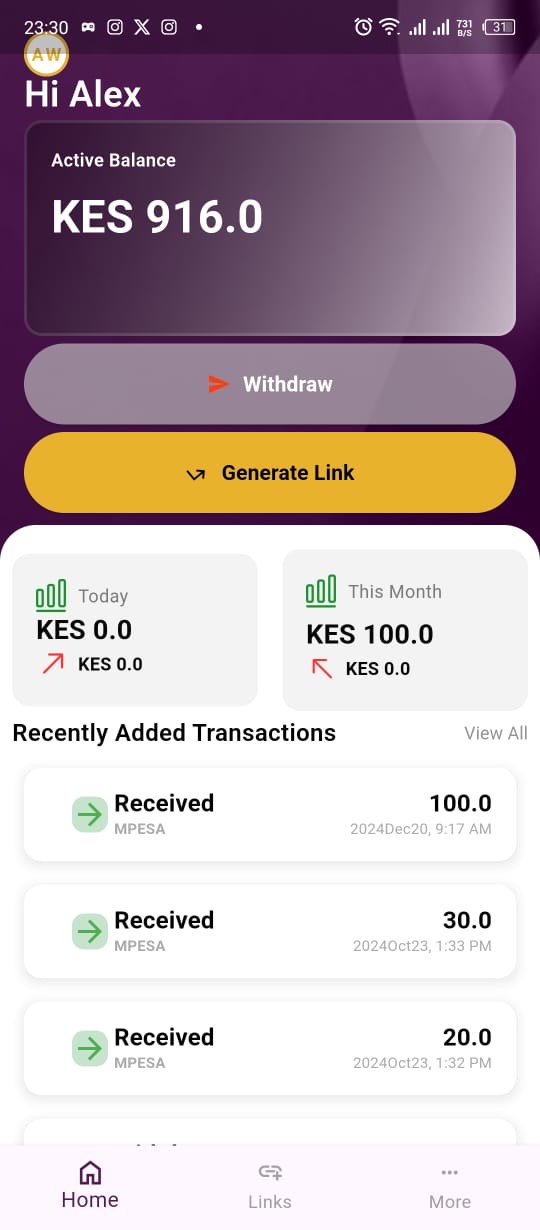 23:30
731
B/S
31
AW
Hi Alex
Active Balance
KES 916.0
Withdraw
Generate Link
Today
KES 0.0
KES 0.0
This Month
KES 100.0
KES 0.0
Recently Added Transactions
View All
Received
100.0
MPESA
2024Dec20, 9:17 AM
Received
30.0
MPESA
2024Oct23, 1:33 PM
Received
20.0
MPESA
2024Oct23, 1:32 PM
Home
Links
More